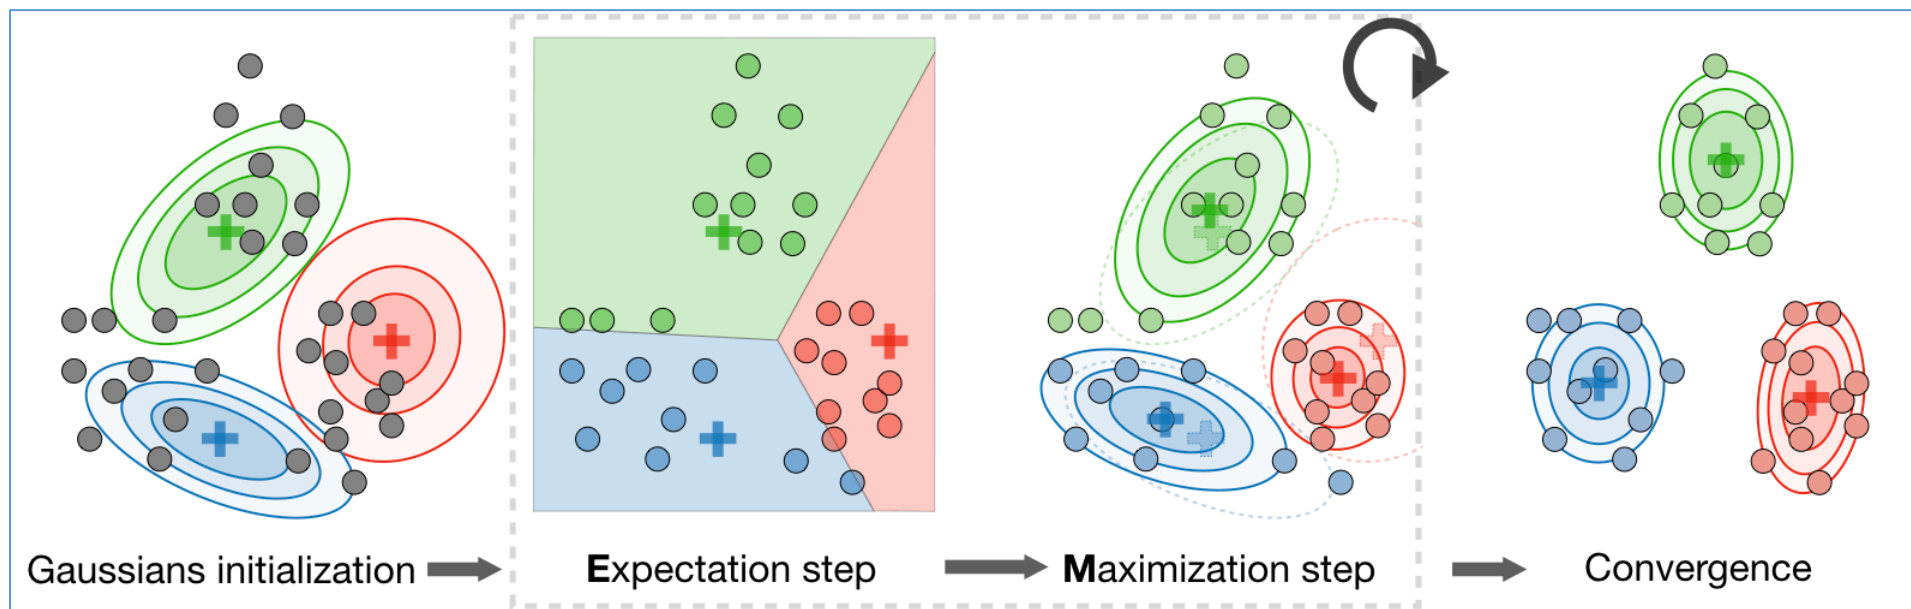 Gaussians initialization
Expectation step
Maximization step
Convergence